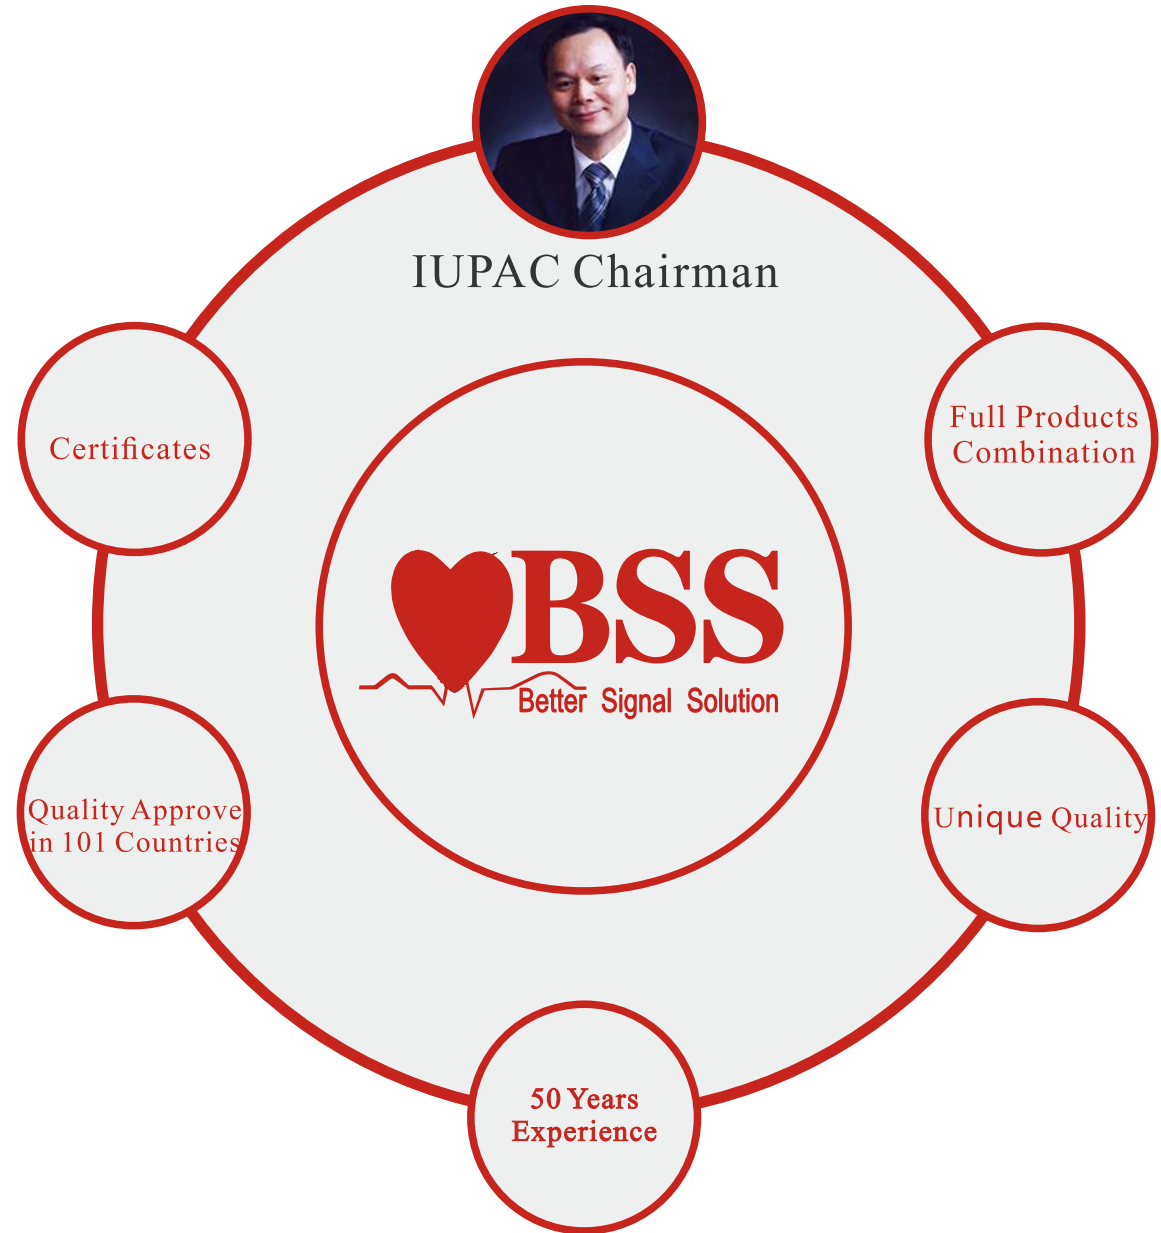 IUPAC Chairman
Certificates
Full Products
Combination
BSS
Better Signal Solution
Quality Approve
in 101 Countries
Unique Quality
50 Years
Experience